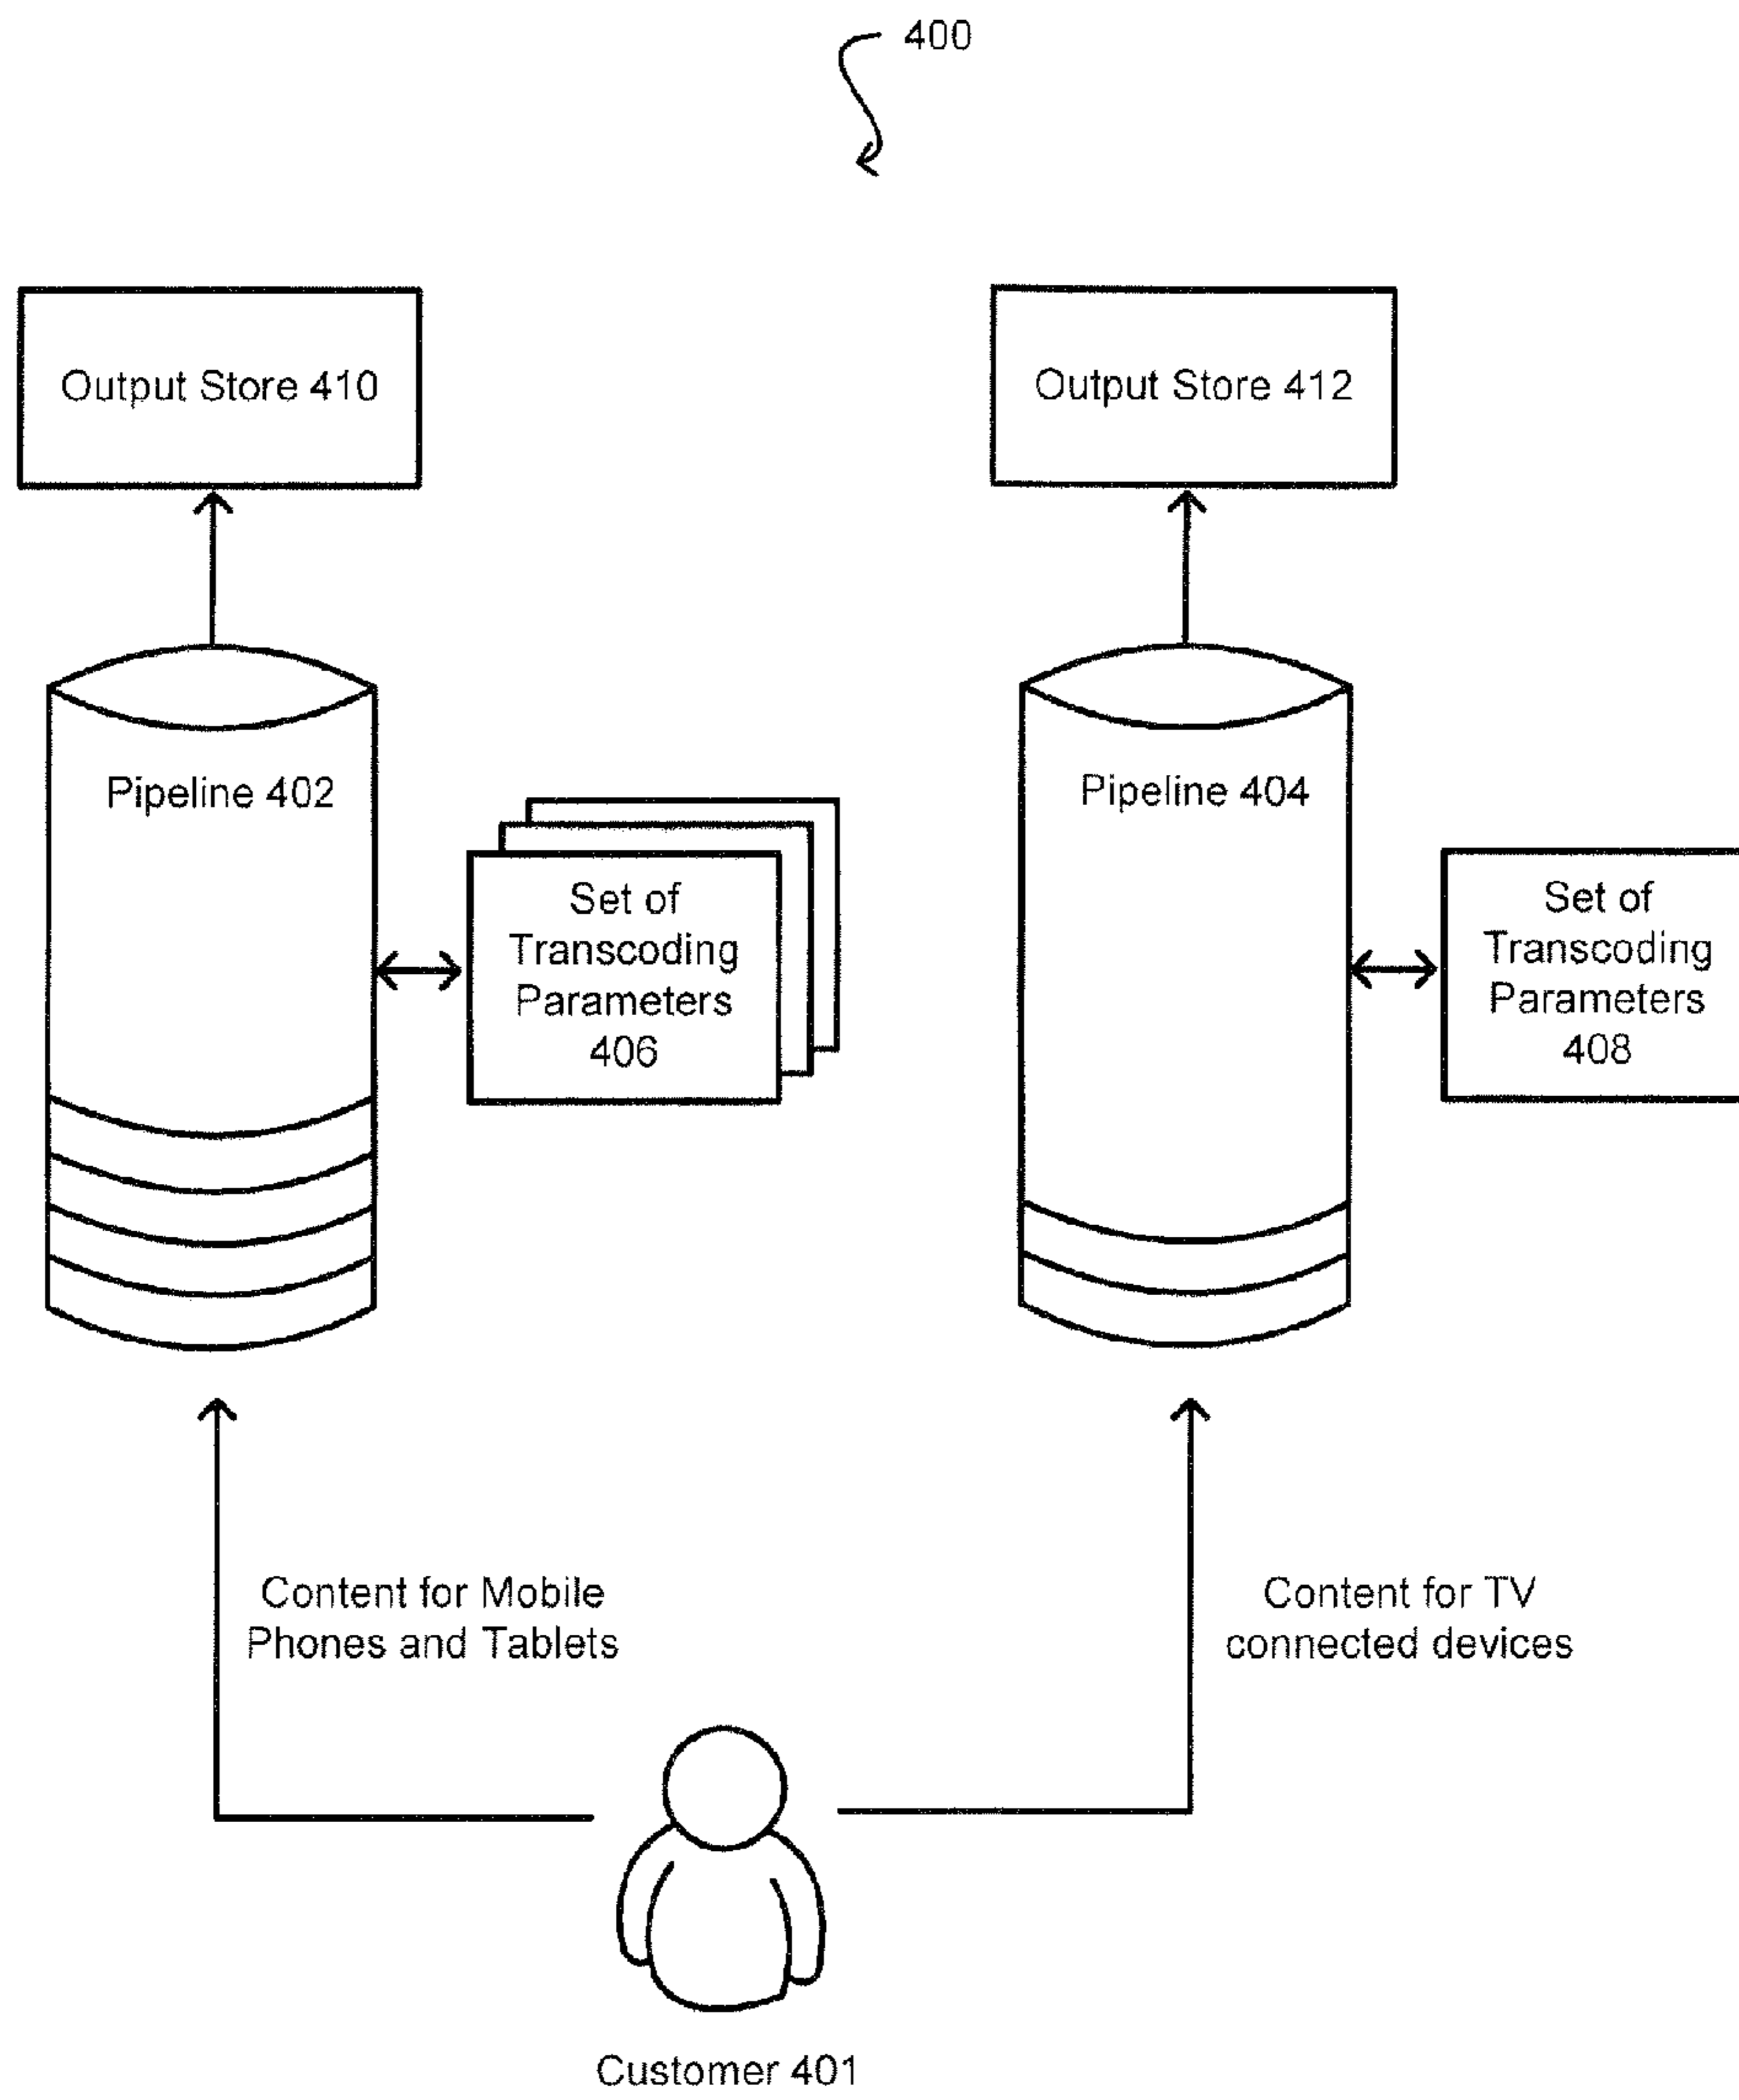 400
Output Store 410
Output Store 412
Pipeline 402
Pipeline 404
Set of
Transcoding
Parameters
406
Set of
Transcoding
Parameters
408
Content for Mobile
Phones and Tablets
Content for TV
connected devices
Customer 401